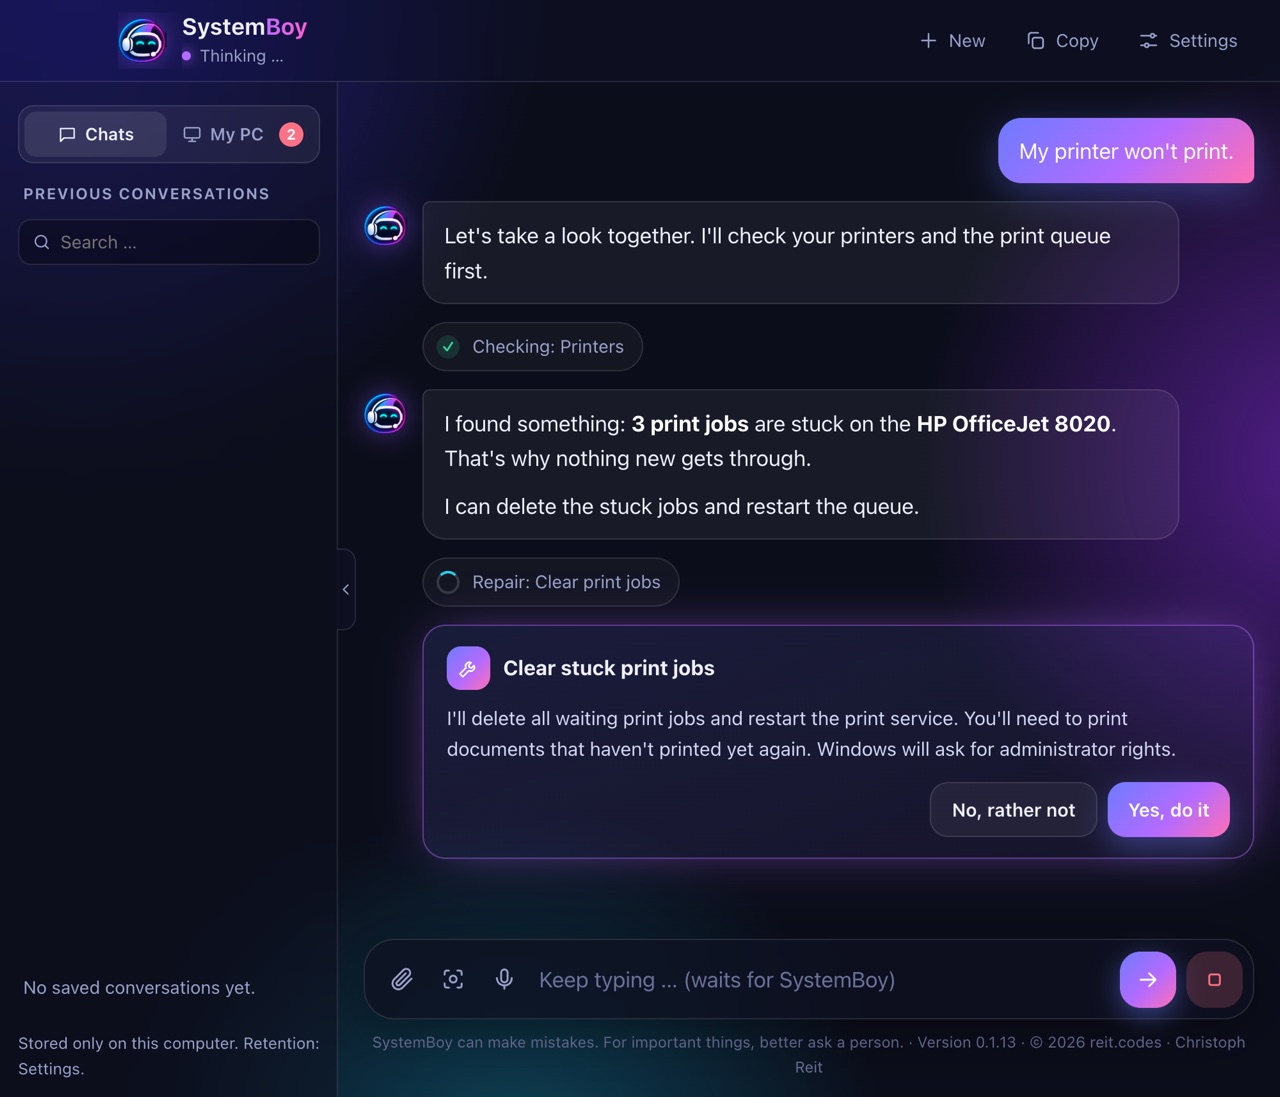 SystemBoy
Thinking ...
New
Copy
Settings
Chats
My PC
2
PREVIOUS CONVERSATIONS
Search ...
No saved conversations yet.
Stored only on this computer. Retention:
Settings.
My printer won't print.
Let's take a look together. I'll check your printers and the print queue
first.
Checking: Printers
I found something: 3 print jobs are stuck on the HP OfficeJet 8020.
That's why nothing new gets through.
I can delete the stuck jobs and restart the queue.
Repair: Clear print jobs
Clear stuck print jobs
I'll delete all waiting print jobs and restart the print service. You'll need to print
documents that haven't printed yet again. Windows will ask for administrator rights.
No, rather not
Yes, do it
Keep typing ... (waits for SystemBoy)
SystemBoy can make mistakes. For important things, better ask a person. · Version 0.1.13 · © 2026 reit.codes · Christoph
Reit